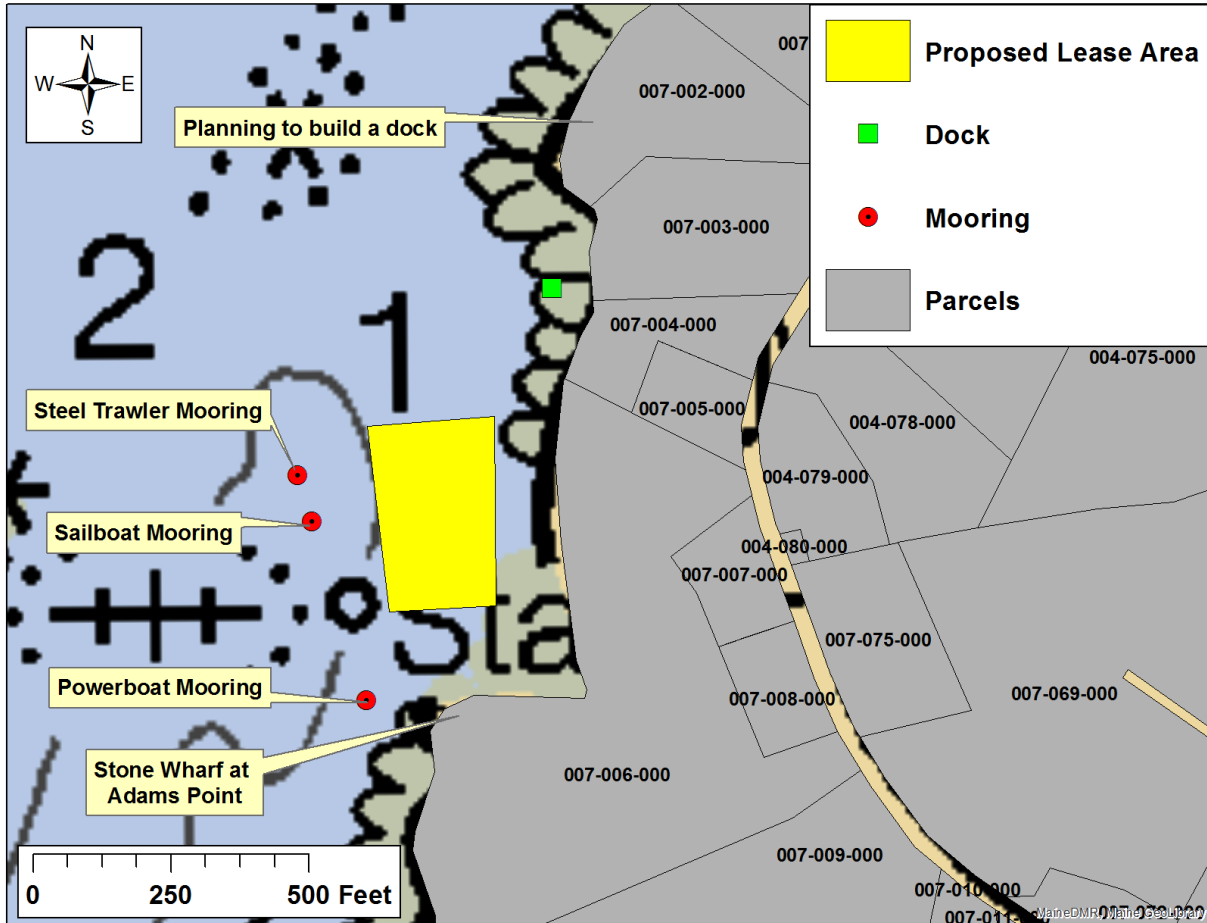 N
W E
S
Planning to build a dock
Proposed Lease Area
Dock
Mooring
Parcels
007
007-002-000
007-003-000
2
1
007-004-000
004-075-000
Steel Trawler Mooring
007-005-000
004-078-000
004-079-000
Sailboat Mooring
004-080-000
007-007-000
Sta
007-075-000
Powerboat Mooring
007-008-000
007-069-000
Stone Wharf at
Adams Point
007-006-000
007-009-000
0 250 500 Feet
007-010-000
007-011-
MaineDMR, Maine GeoLibrary